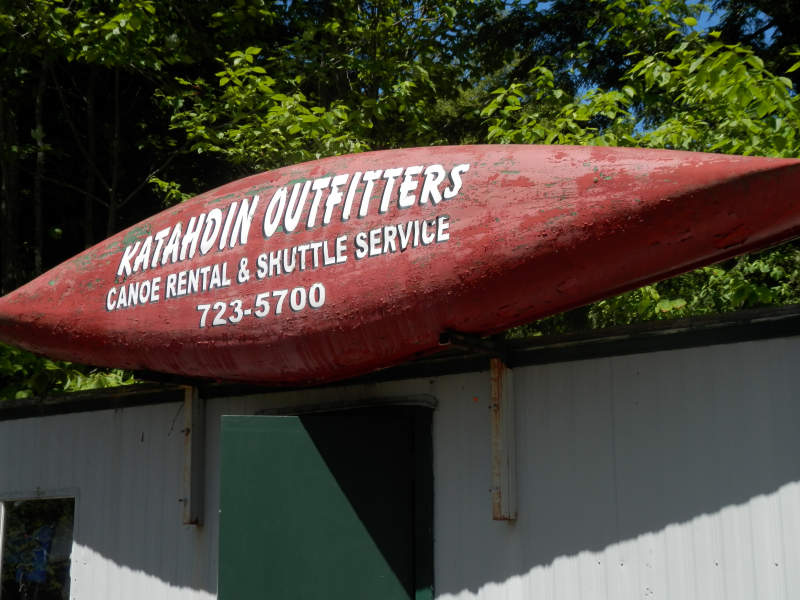 KATAHDIN OUTFITTERS
CANOE RENTAL & SHUTTLE SERVICE
723-5700